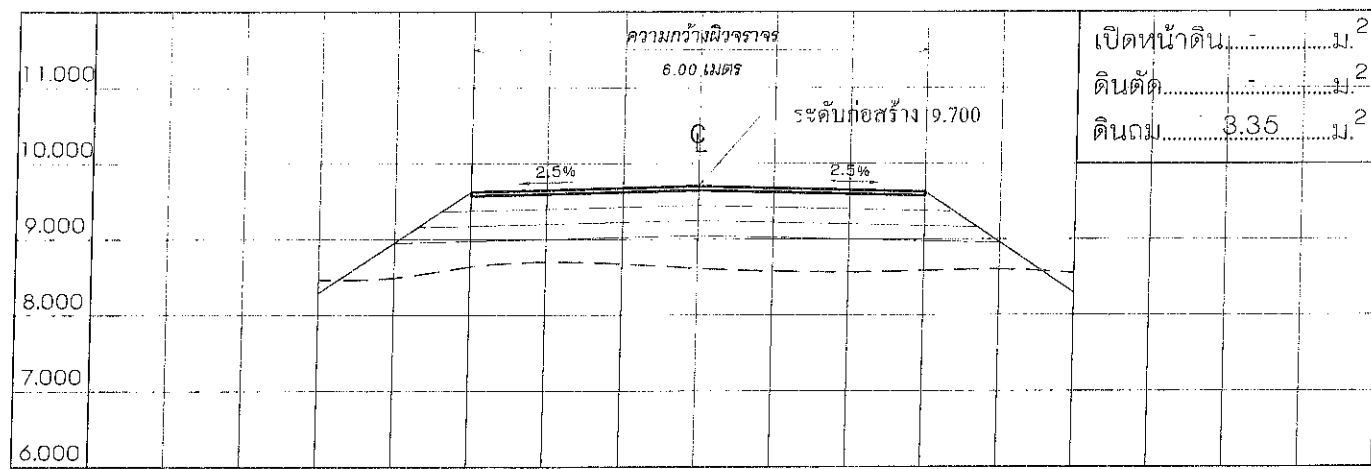 ความกว้างผิวจราจร
6.00 เมตร
ระดับก่อสร้าง 9.700
℄
2.5%
2.5%
เปิดหน้าดิน.....-.....ม.²
ดินตัด.....-.....ม.²
ดินถม.....3.35.....ม.²
11.000
10.000
9.000
8.000
7.000
6.000